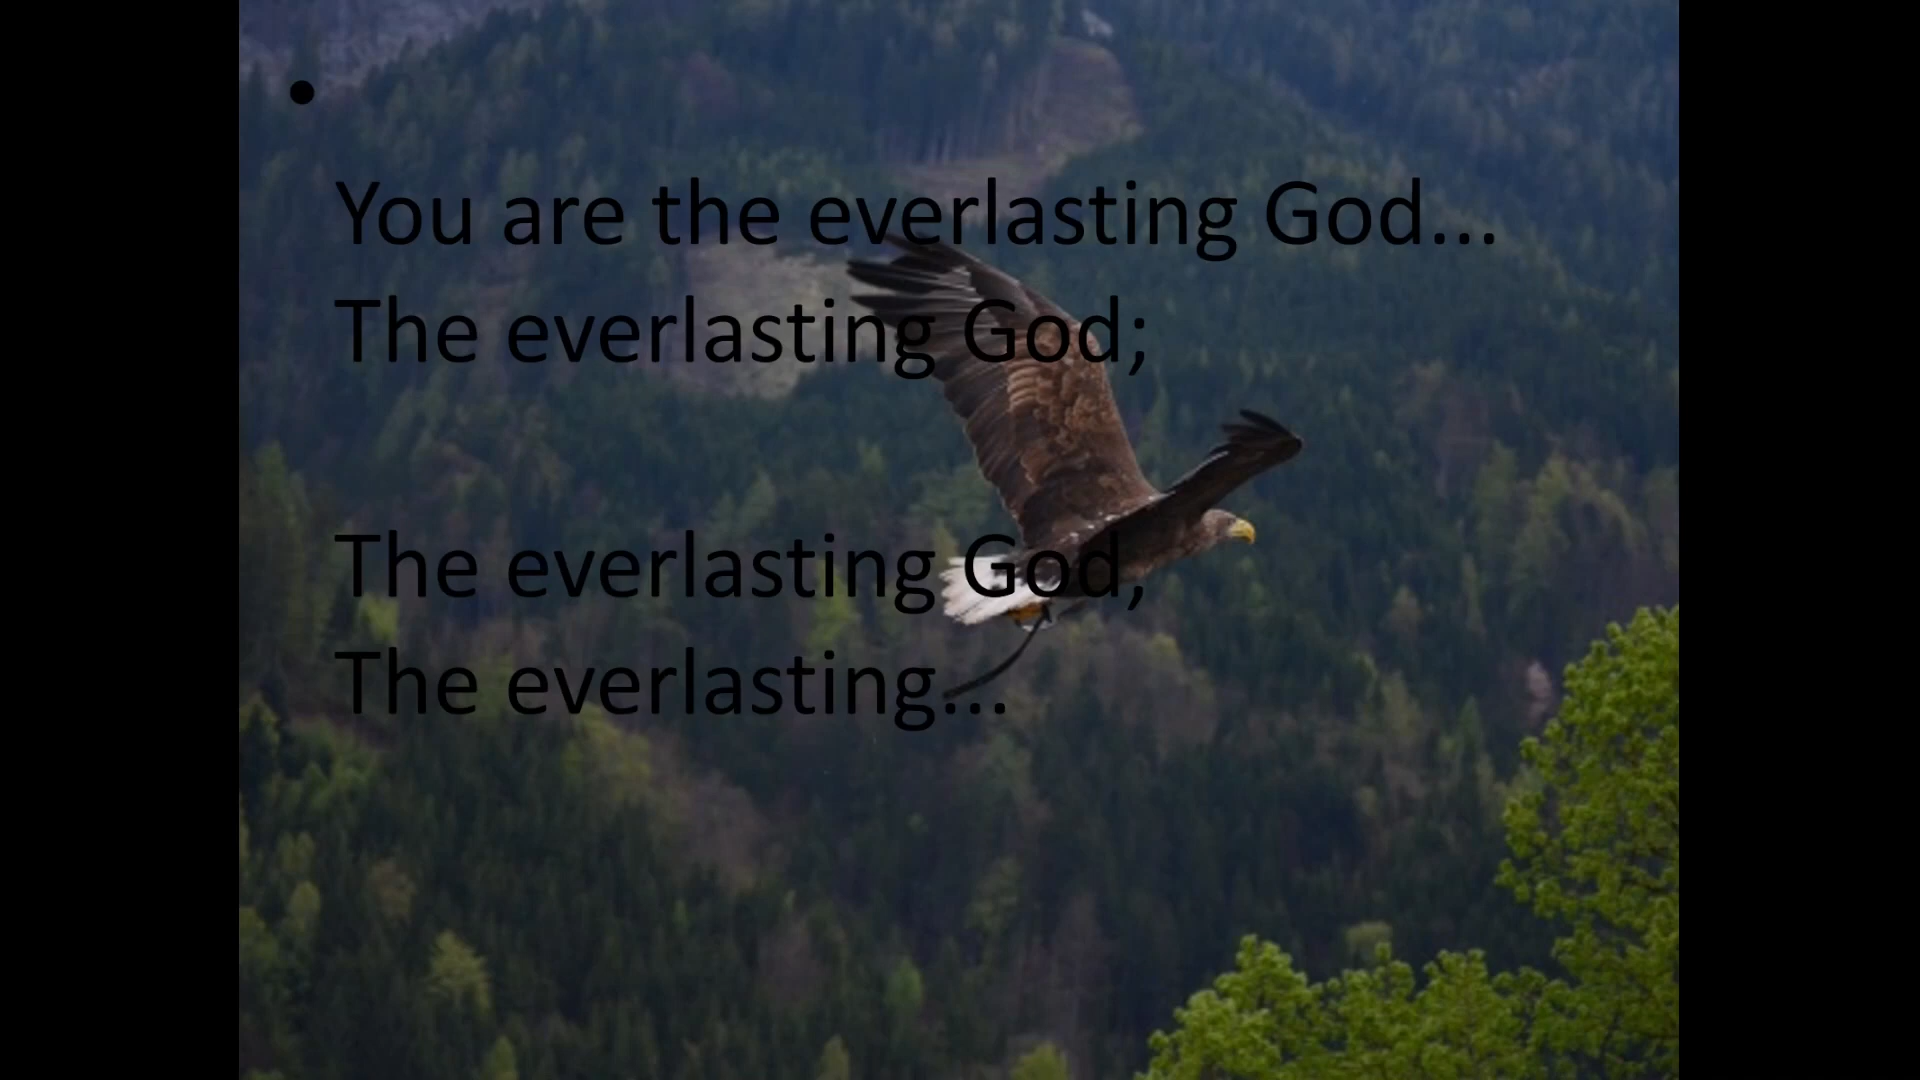 You are the everlasting God...
The everlasting God;
The everlasting God,
The everlasting...